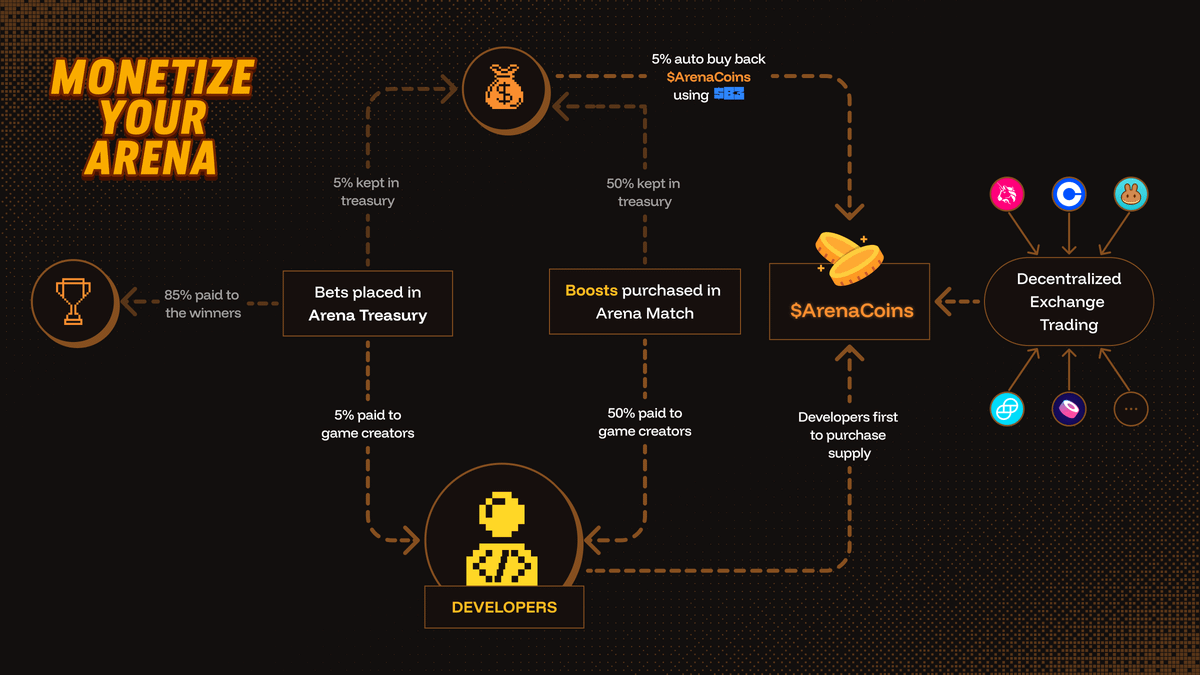 MONETIZE
YOUR
ARENA
5% auto buy back
$ArenaCoins
using SB3
5% kept in
treasury
50% kept in
treasury
85% paid to
the winners
Bets placed in
Arena Treasury
Boosts purchased in
Arena Match
$ArenaCoins
Decentralized
Exchange
Trading
5% paid to
game creators
50% paid to
game creators
Developers first
to purchase
supply
DEVELOPERS